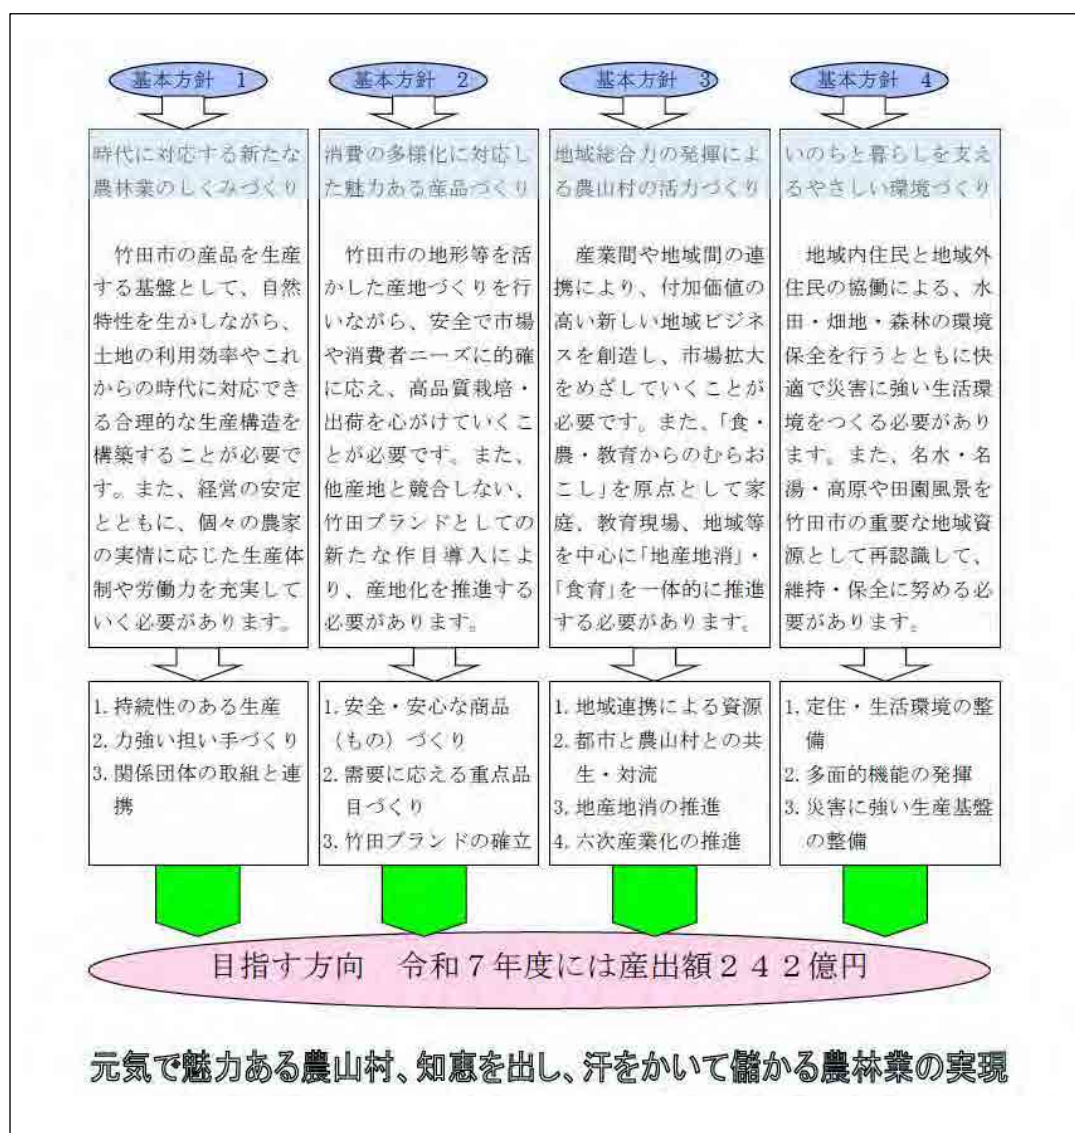 基本方針　1
時代に対応する新たな
農林業のしくみづくり
　竹田市の産品を生産
する基盤として、自然
特性を生かしながら、
土地の利用効率やこれ
からの時代に対応でき
る合理的な生産構造を
構築することが必要で
す。また、経営の安定
とともに、個々の農家
の実情に応じた生産体
制や労働力を充実して
いく必要があります。
1. 持続性のある生産
2. 力強い担い手づくり
3. 関係団体の取組と連
携
基本方針　2
消費の多様化に対応し
た魅力ある産品づくり
　竹田市の地形等を活
かした産地づくりを行
いながら、安全で市場
や消費者ニーズに的確
に応え、高品質栽培・
出荷を心がけていくこ
とが必要です。また、
他産地と競合しない、
竹田ブランドとしての
新たな作目導入によ
り、産地化を推進する
必要があります。
1. 安全・安心な商品
（もの）づくり
2. 需要に応える重点品
目づくり
3. 竹田ブランドの確立
基本方針　3
地域総合力の発揮によ
る農山村の活力づくり
　産業間や地域間の連
携により、付加価値の
高い新しい地域ビジネ
スを創造し、市場拡大
をめざしていくことが
必要です。また、「食・
農・教育からのむらお
こし」を原点として家
庭、教育現場、地域等
を中心に「地産地消」・
「食育」を一体的に推進
する必要があります。
1. 地域連携による資源
2. 都市と農山村との共
生・対流
3. 地産地消の推進
4. 六次産業化の推進
基本方針　4
いのちと暮らしを支え
るやさしい環境づくり
　地域内住民と地域外
住民の協働による、水
田・畑地・森林の環境
保全を行うとともに快
適で災害に強い生活環
境をつくる必要があり
ます。また、名水・名
湯・高原や田園風景を
竹田市の重要な地域資
源として再認識して、
維持・保全に努める必
要があります。
1. 定住・生活環境の整
備
2. 多面的機能の発揮
3. 災害に強い生産基盤
の整備
目指す方向　令和７年度には産出額２４２億円
元気で魅力ある農山村、知恵を出し、汗をかいて儲かる農林業の実現